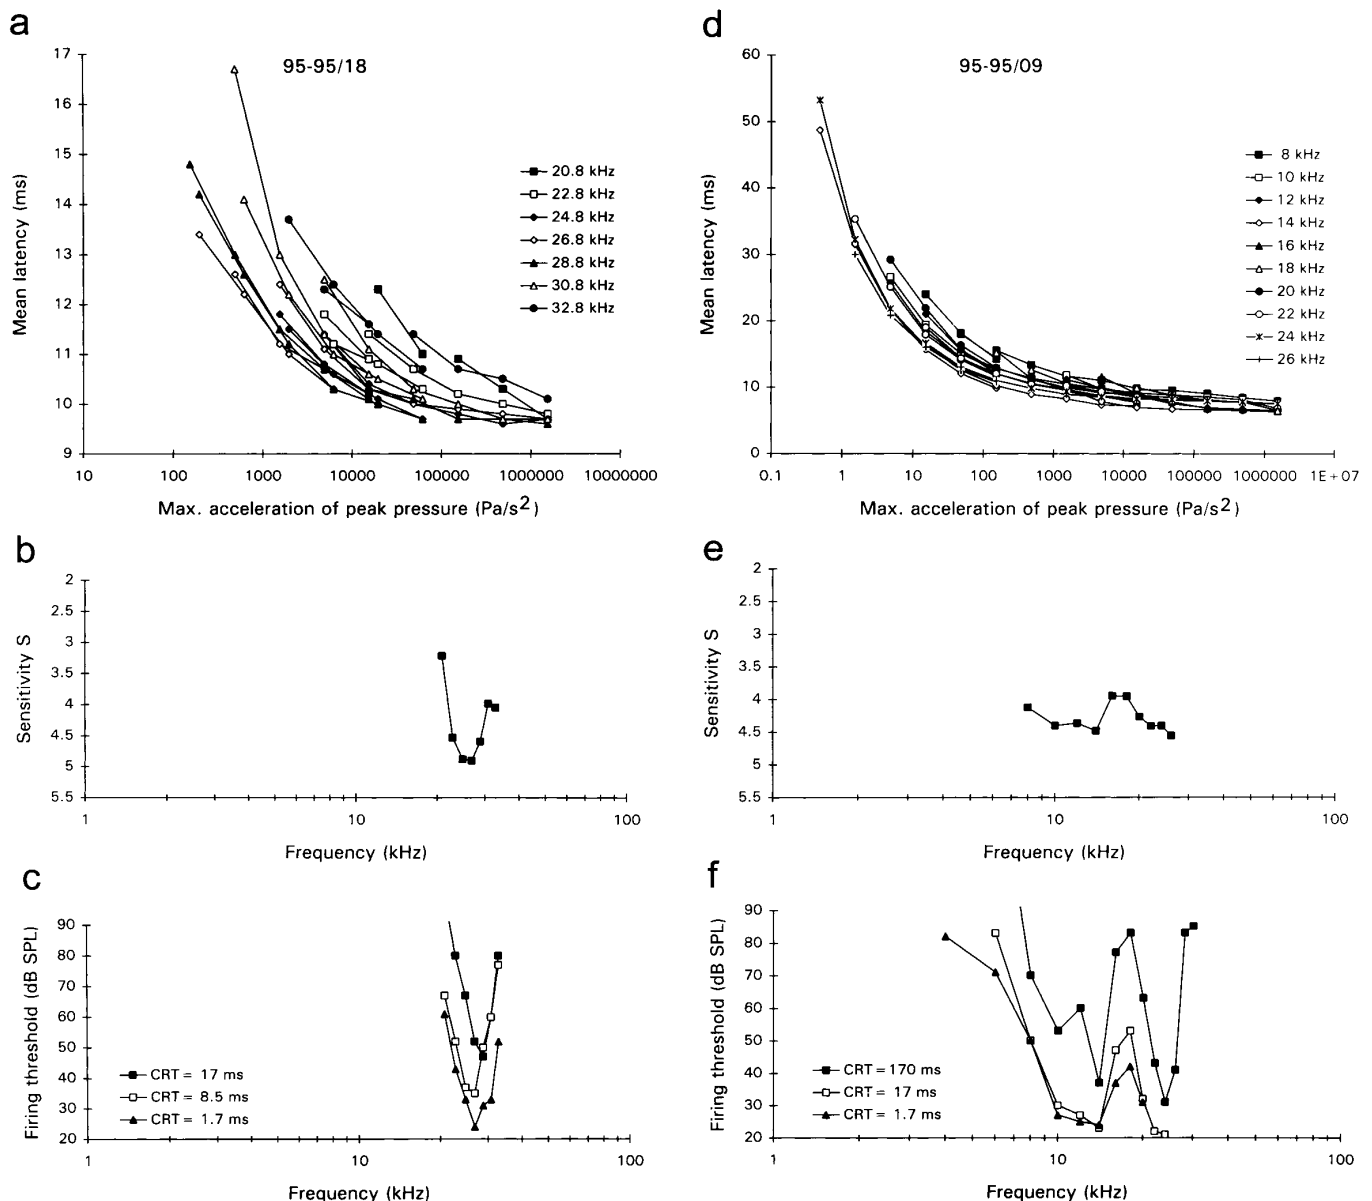 a
95-95/18
17
16
15
14
13
12
11
10
9
Mean latency (ms)
10 100 1000 10000 100000 1000000 10000000
Max. acceleration of peak pressure (Pa/s2)
20.8 kHz
22.8 kHz
24.8 kHz
26.8 kHz
28.8 kHz
30.8 kHz
32.8 kHz
d
95-95/09
60
50
40
30
20
10
0
Mean latency (ms)
0.1 1 10 100 1000 10000 100000 1000000 1E+07
Max. acceleration of peak pressure (Pa/s2)
8 kHz
10 kHz
12 kHz
14 kHz
16 kHz
18 kHz
20 kHz
22 kHz
24 kHz
26 kHz
b
2
2.5
3
3.5
4
4.5
5
5.5
Sensitivity S
1 10 100
Frequency (kHz)
e
2
2.5
3
3.5
4
4.5
5
5.5
Sensitivity S
1 10 100
Frequency (kHz)
c
90
80
70
60
50
40
30
20
Firing threshold (dB SPL)
CRT = 17 ms
CRT = 8.5 ms
CRT = 1.7 ms
1 10 100
Frequency (kHz)
f
90
80
70
60
50
40
30
20
Firing threshold (dB SPL)
CRT = 170 ms
CRT = 17 ms
CRT = 1.7 ms
1 10 100
Frequency (kHz)